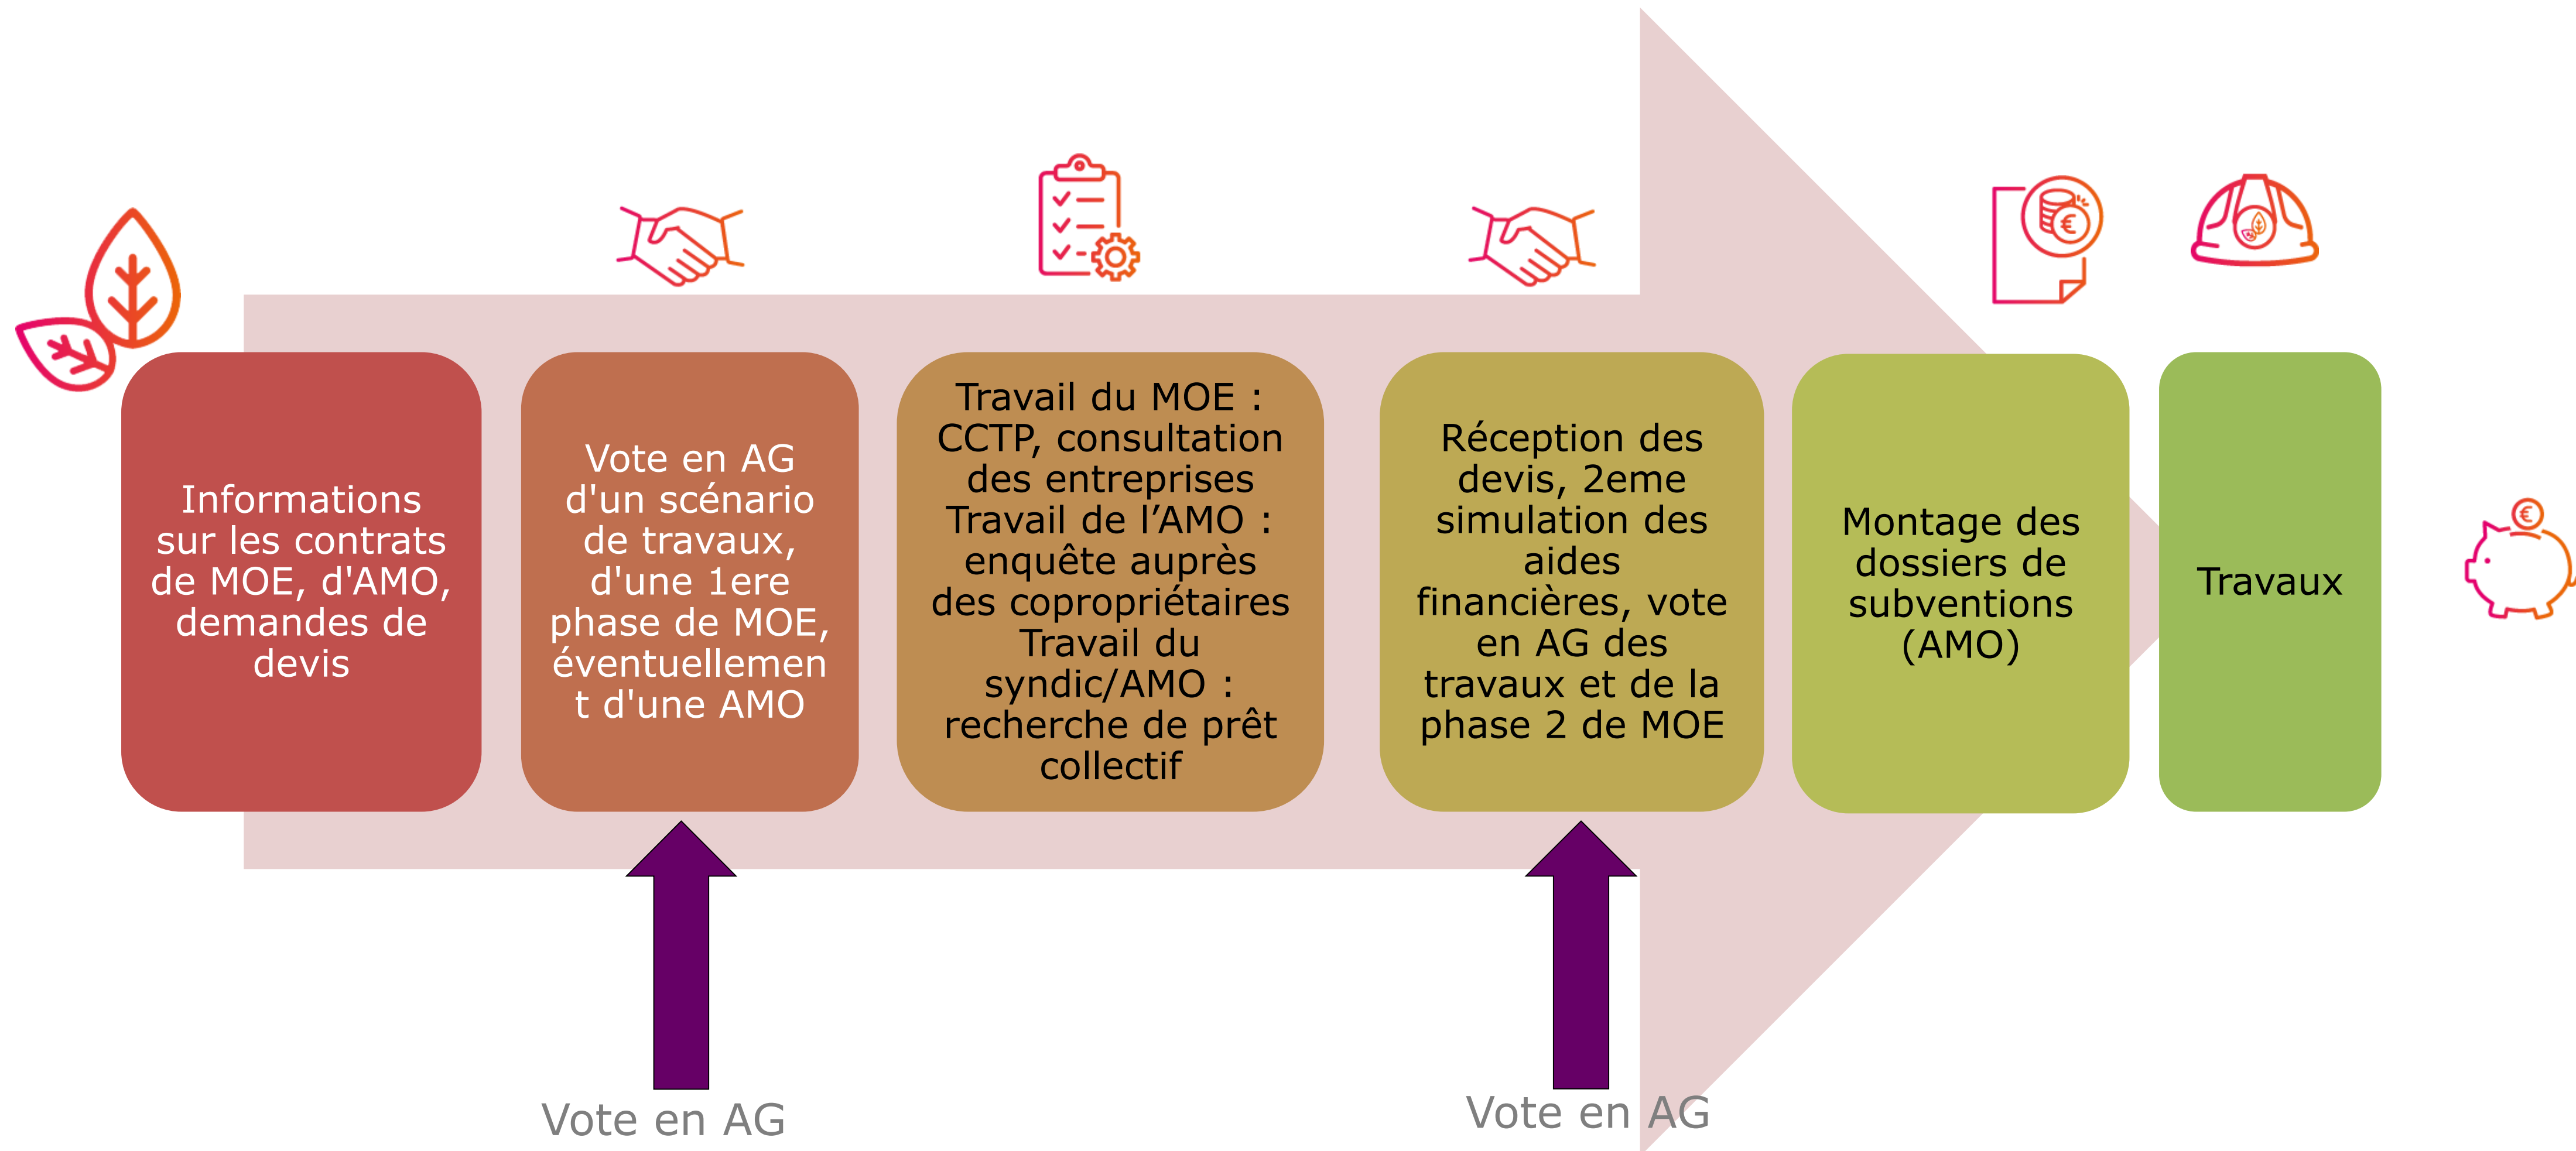 Informations
sur les contrats
de MOE, d'AMO,
demandes de
devis
Vote en AG
d'un scénario
de travaux,
d'une 1ere
phase de MOE,
éventuellemen
t d'une AMO
Travail du MOE :
CCTP, consultation
des entreprises
Travail de l’AMO :
enquête auprès
des copropriétaires
Travail du
syndic/AMO :
recherche de prêt
collectif
Réception des
devis, 2eme
simulation des
aides
financières, vote
en AG des
travaux et de la
phase 2 de MOE
Montage des
dossiers de
subventions
(AMO)
Travaux
Vote en AG
Vote en AG